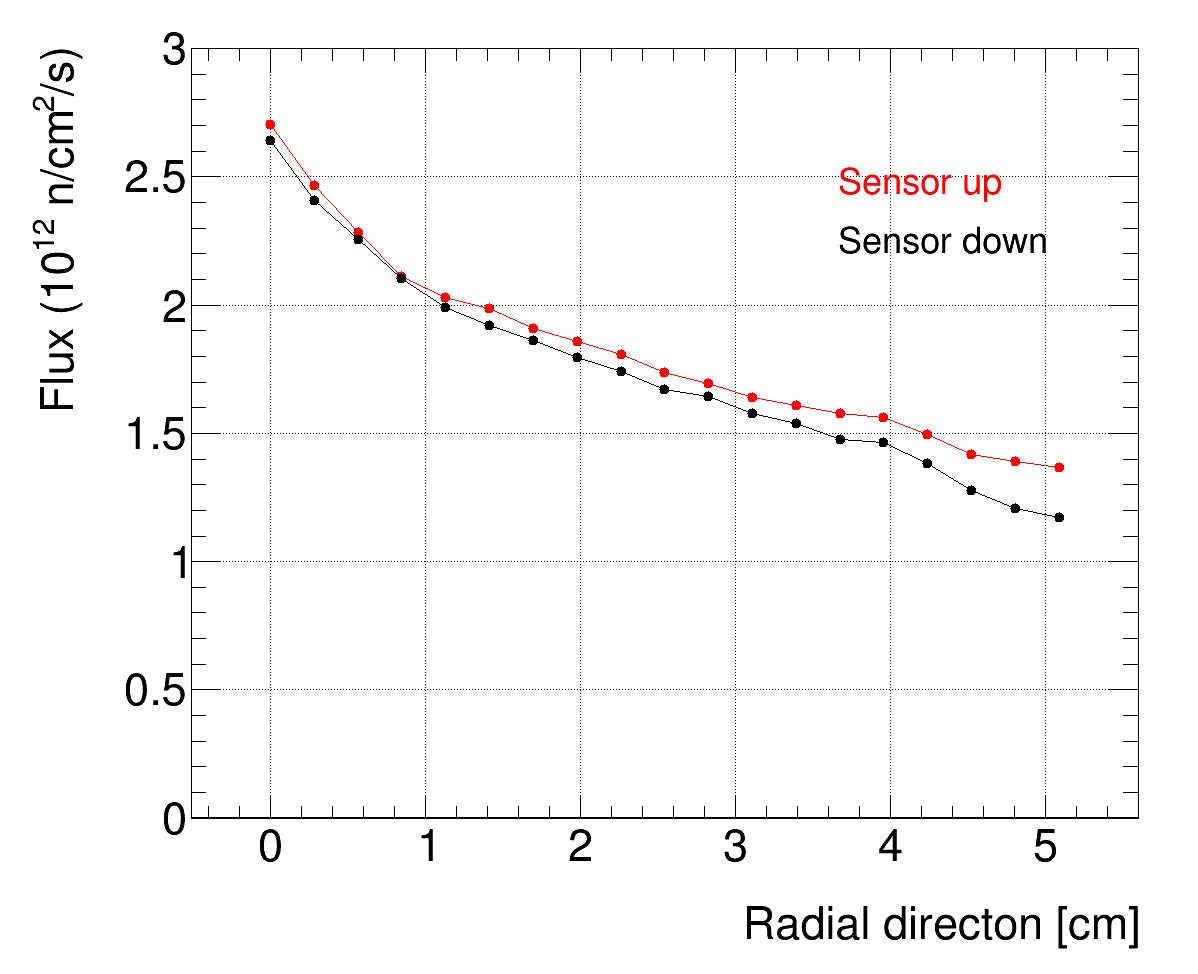 Flux (10¹² n/cm²/s)
3
2.5
2
1.5
1
0.5
0
Sensor up
Sensor down
0 1 2 3 4 5
Radial directon [cm]